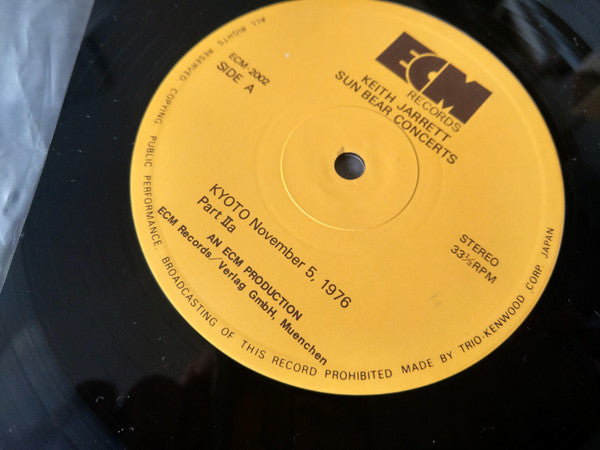 ECM
RECORDS
KEITH JARRETT
SUN BEAR CONCERTS
ECM-2002
SIDE A
STEREO
33⅓RPM
KYOTO November 5, 1976
Part IIa
AN ECM PRODUCTION
ECM Records/Verlag GmbH, Muenchen
ALL RIGHTS RESERVED COPYING PUBLIC PERFORMANCE. BROADCASTING OF THIS RECORD PROHIBITED MADE BY TRIO-KENWOOD CORP JAPAN